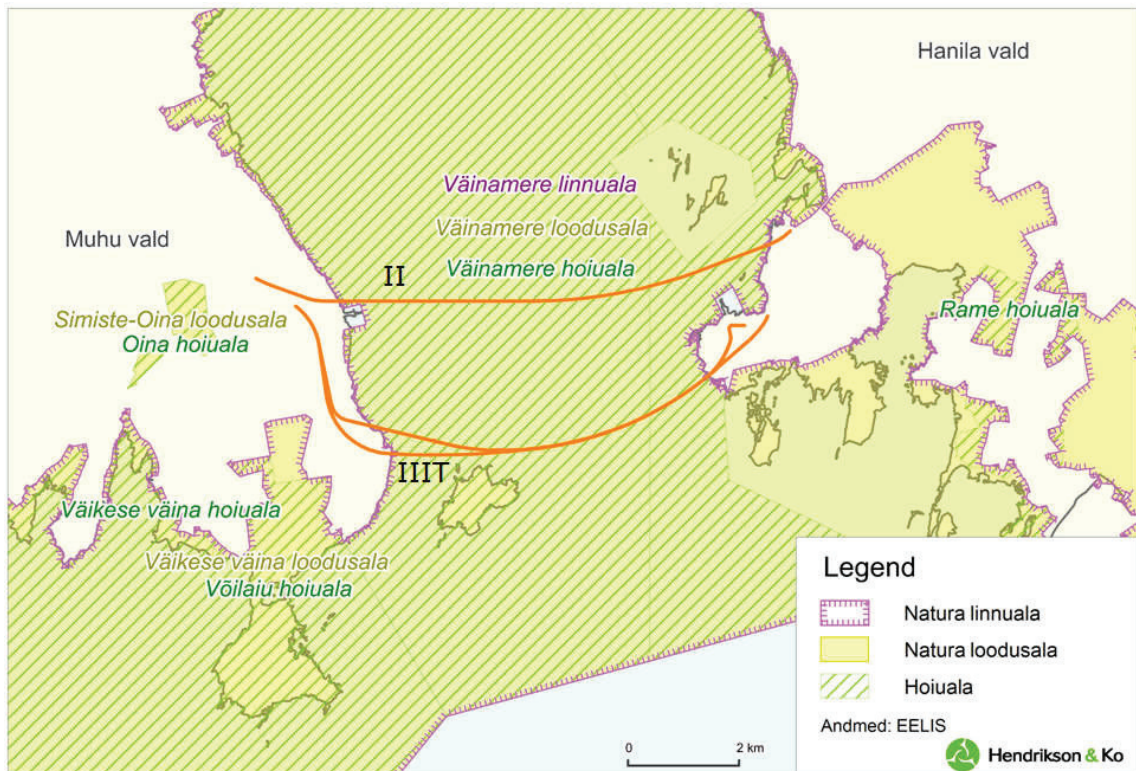 Hanila vald
Väinamere linnuala
Väinamere loodusala
Muhu vald
II
Väinamere hoiuala
Simiste-Oina loodusala
Oina hoiuala
Rame hoiuala
IIIT
Väikese väina hoiuala
Väikese väina loodusala
Võilaiu hoiuala
Legend
Natura linnuala
Natura loodusala
Hoiuala
Andmed: EELIS
0 2 km
Hendrikson & Ko